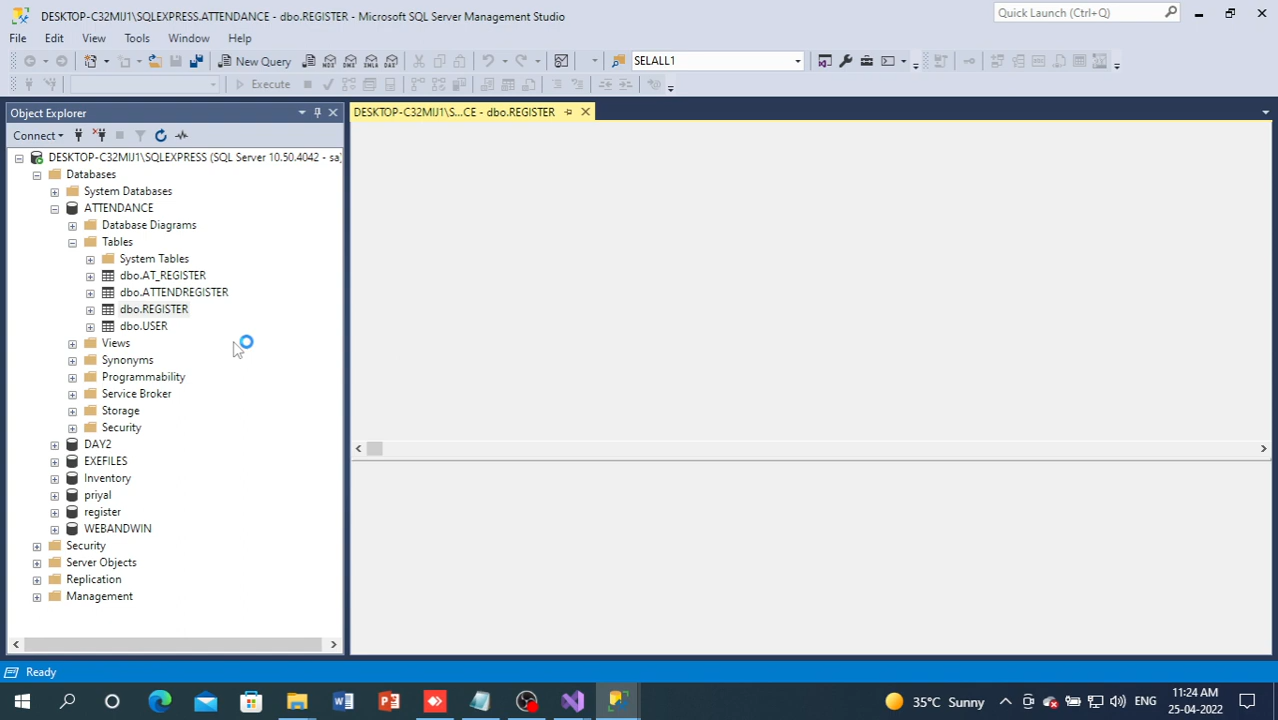 DESKTOP-C32MIJ1\SQLEXPRESS.ATTENDANCE - dbo.REGISTER - Microsoft SQL Server Management Studio
Quick Launch (Ctrl+Q)
File Edit View Tools Window Help
New Query
MDX
DMX
XMLA
DAX
SELALL1
Execute
Object Explorer
DESKTOP-C32MIJ1\S...CE - dbo.REGISTER
Connect
DESKTOP-C32MIJ1\SQLEXPRESS (SQL Server 10.50.4042 - sa)
Databases
System Databases
ATTENDANCE
Database Diagrams
Tables
System Tables
dbo.AT_REGISTER
dbo.ATTENDREGISTER
dbo.REGISTER
dbo.USER
Views
Synonyms
Programmability
Service Broker
Storage
Security
DAY2
EXEFILES
Inventory
priyal
register
WEBANDWIN
Security
Server Objects
Replication
Management
Ready
35°C Sunny
ENG
11:24 AM
25-04-2022